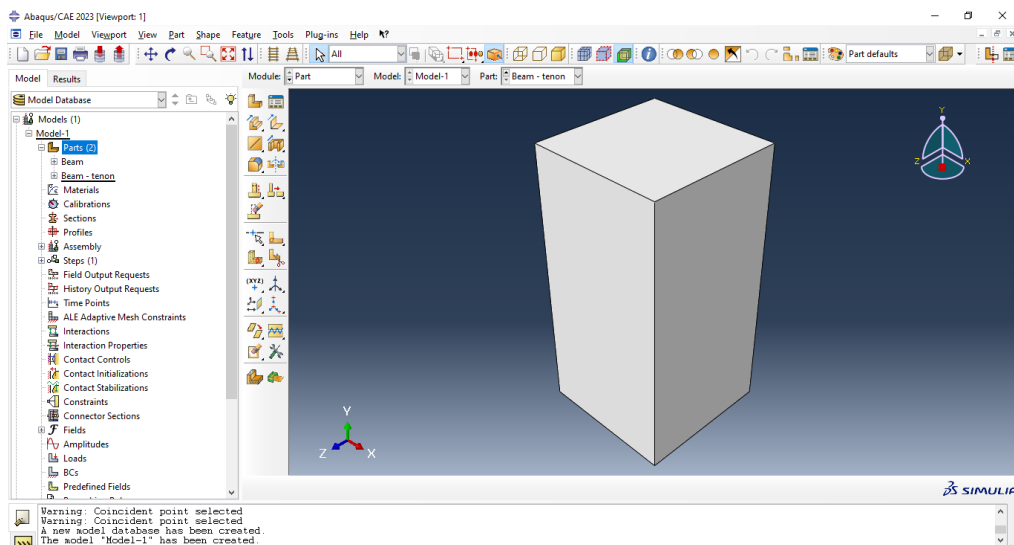 Abaqus/CAE 2023 [Viewport: 1]
File Model Viewport View Part Shape Feature Tools Plug-ins Help
All Part defaults
Model Results Module: Part Model: Model-1 Part: Beam - tenon
Model Database
Models (1)
Model-1
Parts (2)
Beam
Beam - tenon
Materials
Calibrations
Sections
Profiles
Assembly
Steps (1)
Field Output Requests
History Output Requests
Time Points
ALE Adaptive Mesh Constraints
Interactions
Interaction Properties
Contact Controls
Contact Initializations
Contact Stabilizations
Constraints
Connector Sections
Fields
Amplitudes
Loads
BCs
Predefined Fields
(XYZ)
Y
Z X
Y
Z X
SIMULIA
Warning: Coincident point selected
Warning: Coincident point selected
A new model database has been created.
The model "Model-1" has been created.